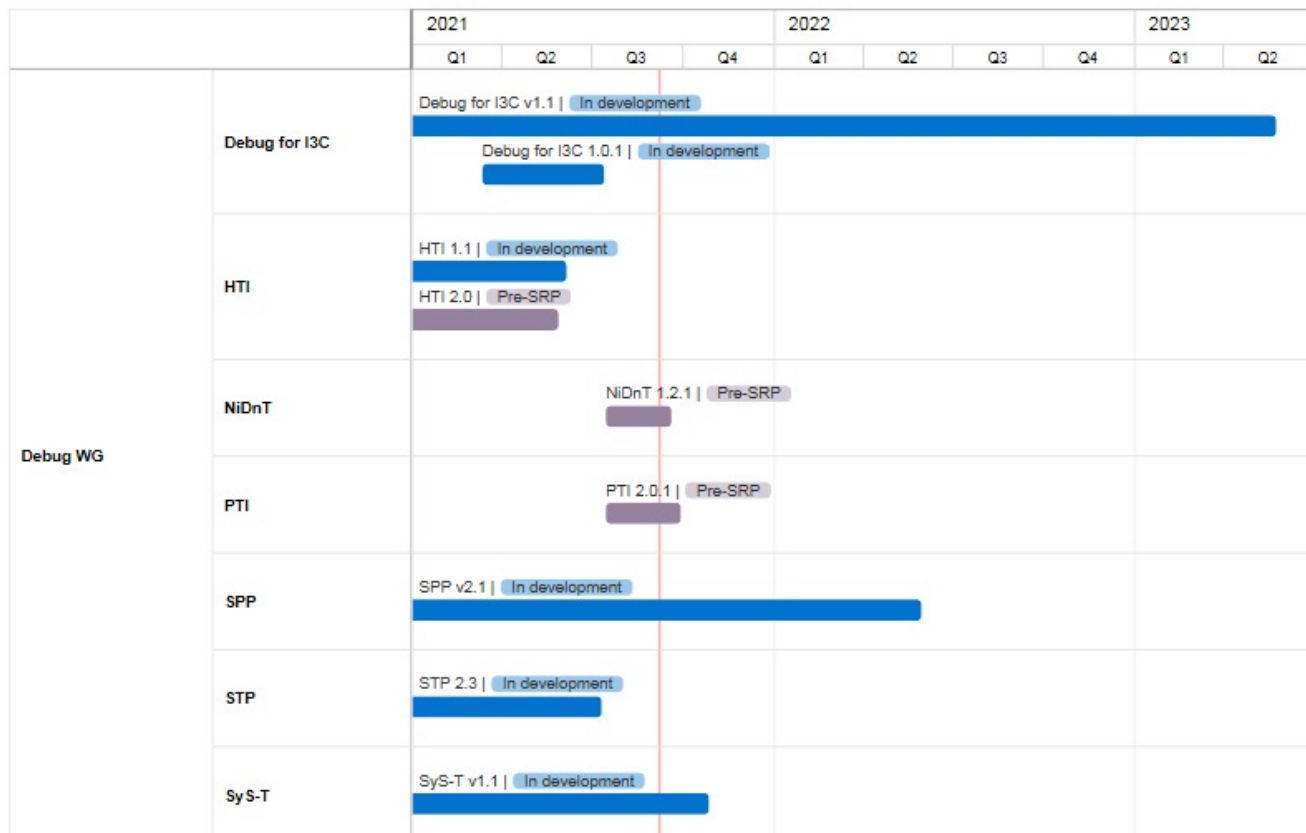 2021 2022 2023
Q1 Q2 Q3 Q4 Q1 Q2 Q3 Q4 Q1 Q2
Debug WG
Debug for I3C
Debug for I3C v1.1 | In development
Debug for I3C 1.0.1 | In development
HTI
HTI 1.1 | In development
HTI 2.0 | Pre-SRP
NiDnT
NiDnT 1.2.1 | Pre-SRP
PTI
PTI 2.0.1 | Pre-SRP
SPP
SPP v2.1 | In development
STP
STP 2.3 | In development
SyS-T
SyS-T v1.1 | In development